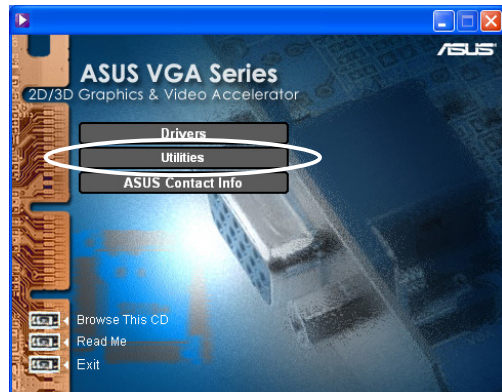 ASUS
ASUS VGA Series
2D/3D Graphics & Video Accelerator
Drivers
Utilities
ASUS Contact Info
Browse This CD
Read Me
Exit